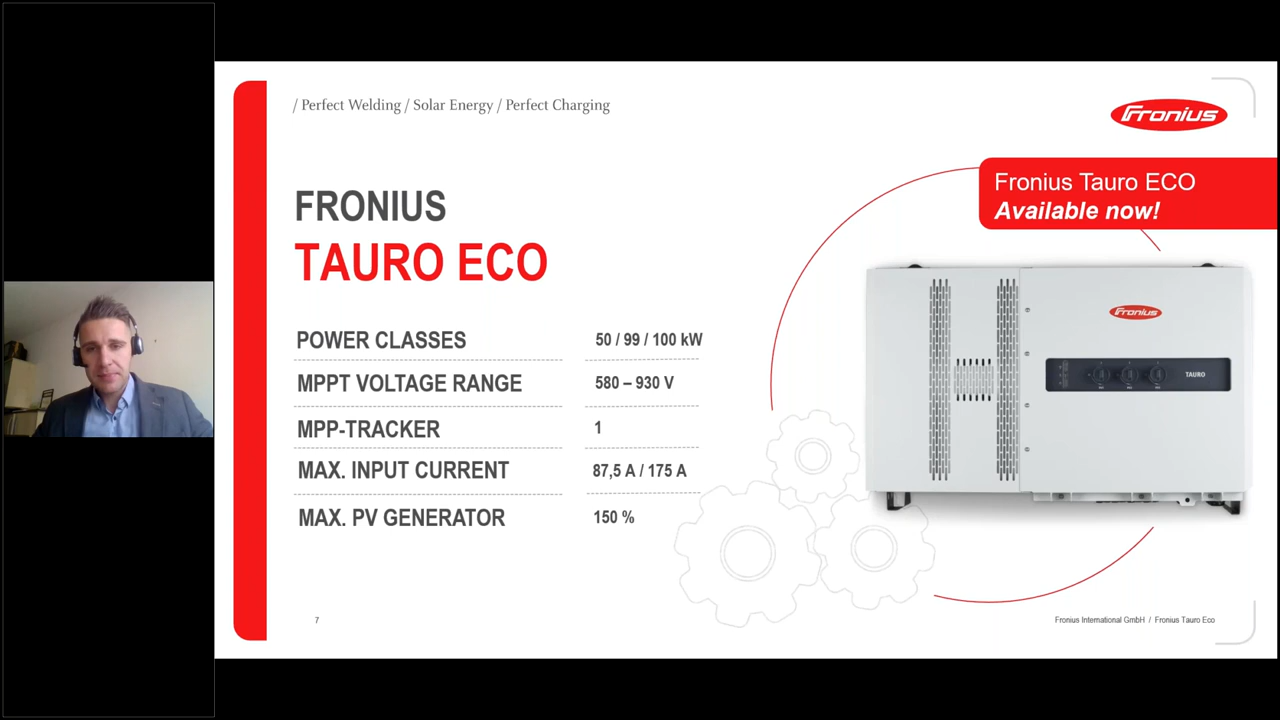 / Perfect Welding / Solar Energy / Perfect Charging
Fronius
Fronius Tauro ECO
Available now!
FRONIUS
TAURO ECO
Fronius
TAURO
POWER CLASSES 50 / 99 / 100 kW
MPPT VOLTAGE RANGE 580 – 930 V
MPP-TRACKER 1
MAX. INPUT CURRENT 87,5 A / 175 A
MAX. PV GENERATOR 150 %
7
Fronius International GmbH / Fronius Tauro Eco